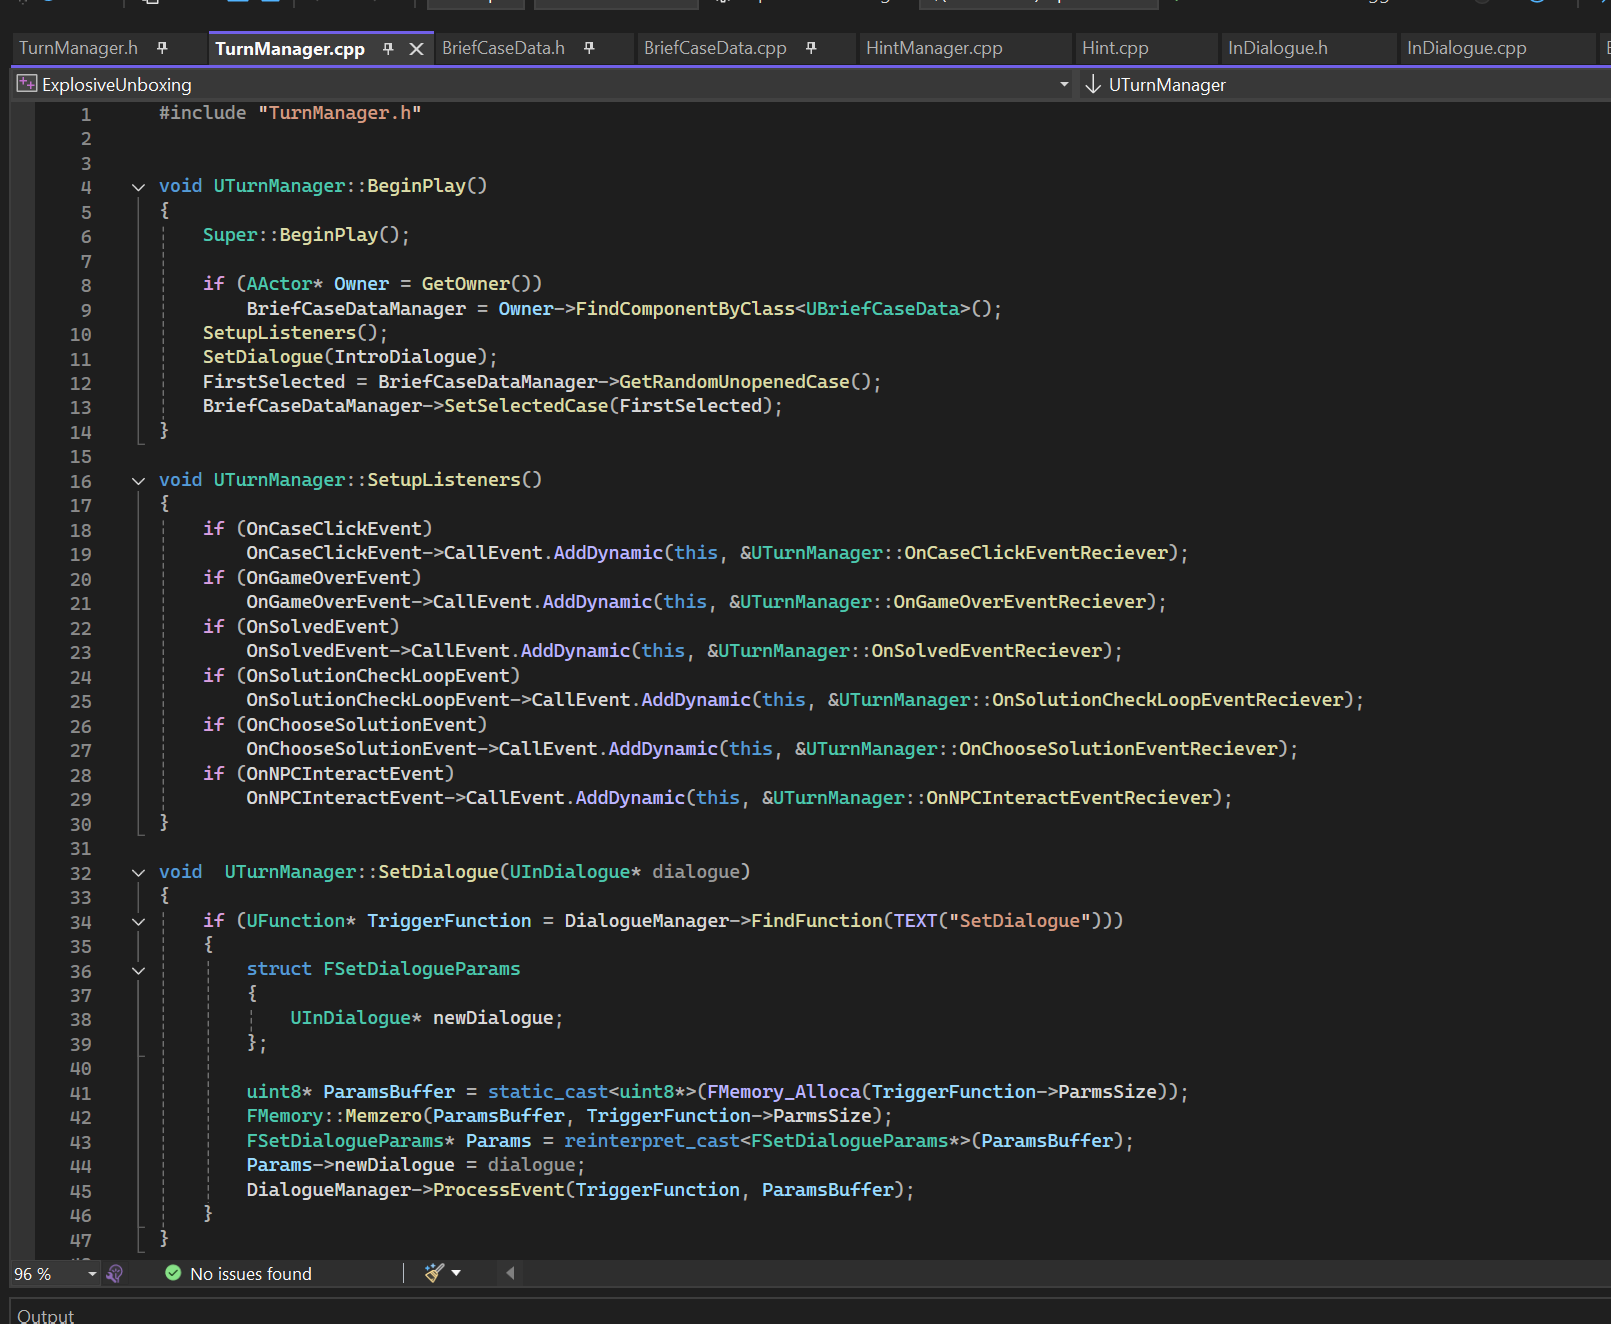 TurnManager.h
TurnManager.cpp
BriefCaseData.h
BriefCaseData.cpp
HintManager.cpp
Hint.cpp
InDialogue.h
InDialogue.cpp
ExplosiveUnboxing
UTurnManager
1 #include "TurnManager.h"
2
3
4 void UTurnManager::BeginPlay()
5 {
6 Super::BeginPlay();
7
8 if (AActor* Owner = GetOwner())
9 BriefCaseDataManager = Owner->FindComponentByClass<UBriefCaseData>();
10 SetupListeners();
11 SetDialogue(IntroDialogue);
12 FirstSelected = BriefCaseDataManager->GetRandomUnopenedCase();
13 BriefCaseDataManager->SetSelectedCase(FirstSelected);
14 }
15
16 void UTurnManager::SetupListeners()
17 {
18 if (OnCaseClickEvent)
19 OnCaseClickEvent->CallEvent.AddDynamic(this, &UTurnManager::OnCaseClickEventReciever);
20 if (OnGameOverEvent)
21 OnGameOverEvent->CallEvent.AddDynamic(this, &UTurnManager::OnGameOverEventReciever);
22 if (OnSolvedEvent)
23 OnSolvedEvent->CallEvent.AddDynamic(this, &UTurnManager::OnSolvedEventReciever);
24 if (OnSolutionCheckLoopEvent)
25 OnSolutionCheckLoopEvent->CallEvent.AddDynamic(this, &UTurnManager::OnSolutionCheckLoopEventReciever);
26 if (OnChooseSolutionEvent)
27 OnChooseSolutionEvent->CallEvent.AddDynamic(this, &UTurnManager::OnChooseSolutionEventReciever);
28 if (OnNPCInteractEvent)
29 OnNPCInteractEvent->CallEvent.AddDynamic(this, &UTurnManager::OnNPCInteractEventReciever);
30 }
31
32 void  UTurnManager::SetDialogue(UInDialogue* dialogue)
33 {
34 if (UFunction* TriggerFunction = DialogueManager->FindFunction(TEXT("SetDialogue")))
35 {
36 struct FSetDialogueParams
37 {
38 UInDialogue* newDialogue;
39 };
40
41 uint8* ParamsBuffer = static_cast<uint8*>(FMemory_Alloca(TriggerFunction->ParmsSize));
42 FMemory::Memzero(ParamsBuffer, TriggerFunction->ParmsSize);
43 FSetDialogueParams* Params = reinterpret_cast<FSetDialogueParams*>(ParamsBuffer);
44 Params->newDialogue = dialogue;
45 DialogueManager->ProcessEvent(TriggerFunction, ParamsBuffer);
46 }
47 }
96 %
No issues found
Output